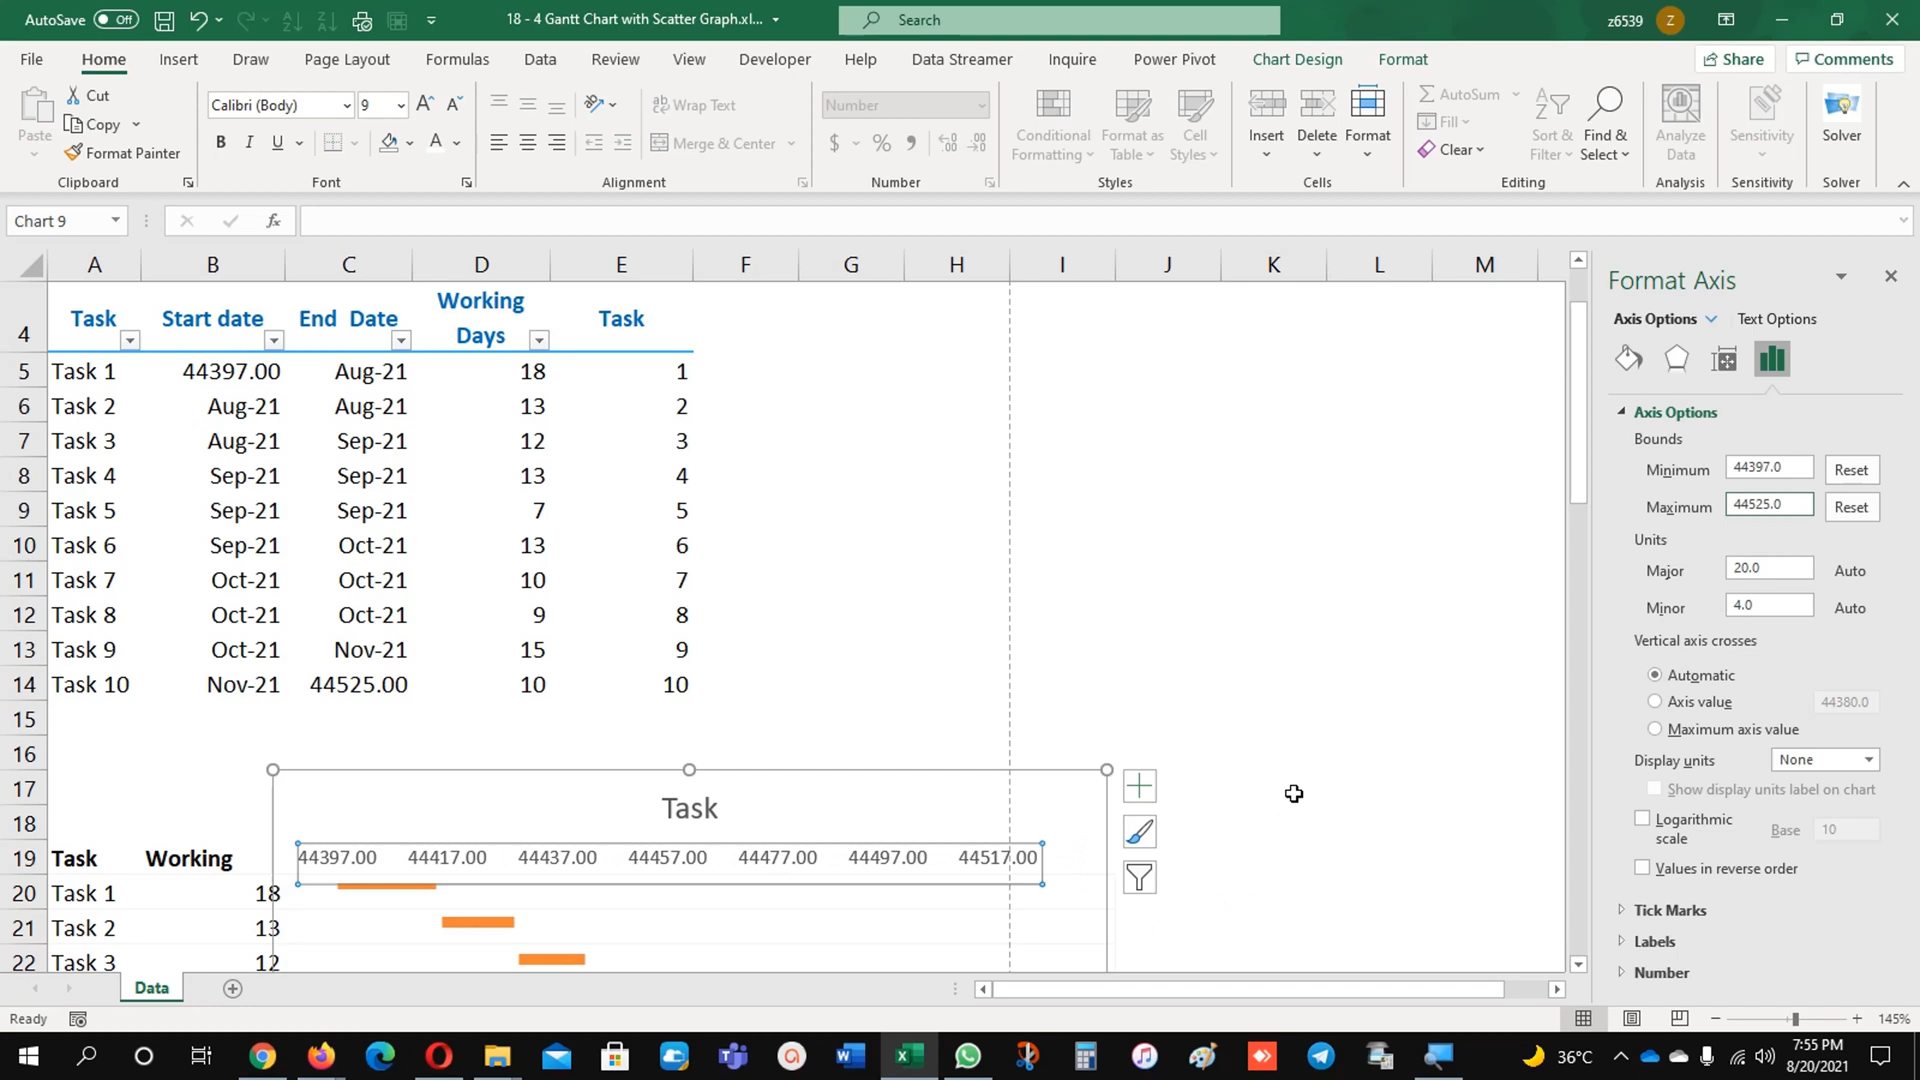 AutoSave Off 18 - 4 Gantt Chart with Scatter Graph.xl... Search z6539 Z
File Home Insert Draw Page Layout Formulas Data Review View Developer Help Data Streamer Inquire Power Pivot Chart Design Format Share Comments
Paste Cut Copy Format Painter Clipboard
Calibri (Body) 9 A^ A B I U A Font
Wrap Text Merge & Center Alignment
Number $ % 9 Number
Conditional Formatting Format as Table Cell Styles Styles
Insert Delete Format Cells
AutoSum Fill Clear Sort & Filter Find & Select Editing
Analyze Data Analysis
Sensitivity Sensitivity
Solver Solver
Chart 9 fx
A B C D E F G H I J K L M
4 Task Start date End Date Working Days Task
5 Task 1 44397.00 Aug-21 18 1
6 Task 2 Aug-21 Aug-21 13 2
7 Task 3 Aug-21 Sep-21 12 3
8 Task 4 Sep-21 Sep-21 13 4
9 Task 5 Sep-21 Sep-21 7 5
10 Task 6 Sep-21 Oct-21 13 6
11 Task 7 Oct-21 Oct-21 10 7
12 Task 8 Oct-21 Oct-21 9 8
13 Task 9 Oct-21 Nov-21 15 9
14 Task 10 Nov-21 44525.00 10 10
15
16
17
18 Task
19 Task Working 44397.00 44417.00 44437.00 44457.00 44477.00 44497.00 44517.00
20 Task 1 18
21 Task 2 13
22 Task 3 12
Data
Ready 145%
Format Axis
Axis Options Text Options
Axis Options
Bounds
Minimum 44397.0 Reset
Maximum 44525.0 Reset
Units
Major 20.0 Auto
Minor 4.0 Auto
Vertical axis crosses
Automatic
Axis value 44380.0
Maximum axis value
Display units None
Show display units label on chart
Logarithmic scale Base 10
Values in reverse order
Tick Marks
Labels
Number
36°C 7:55 PM
8/20/2021